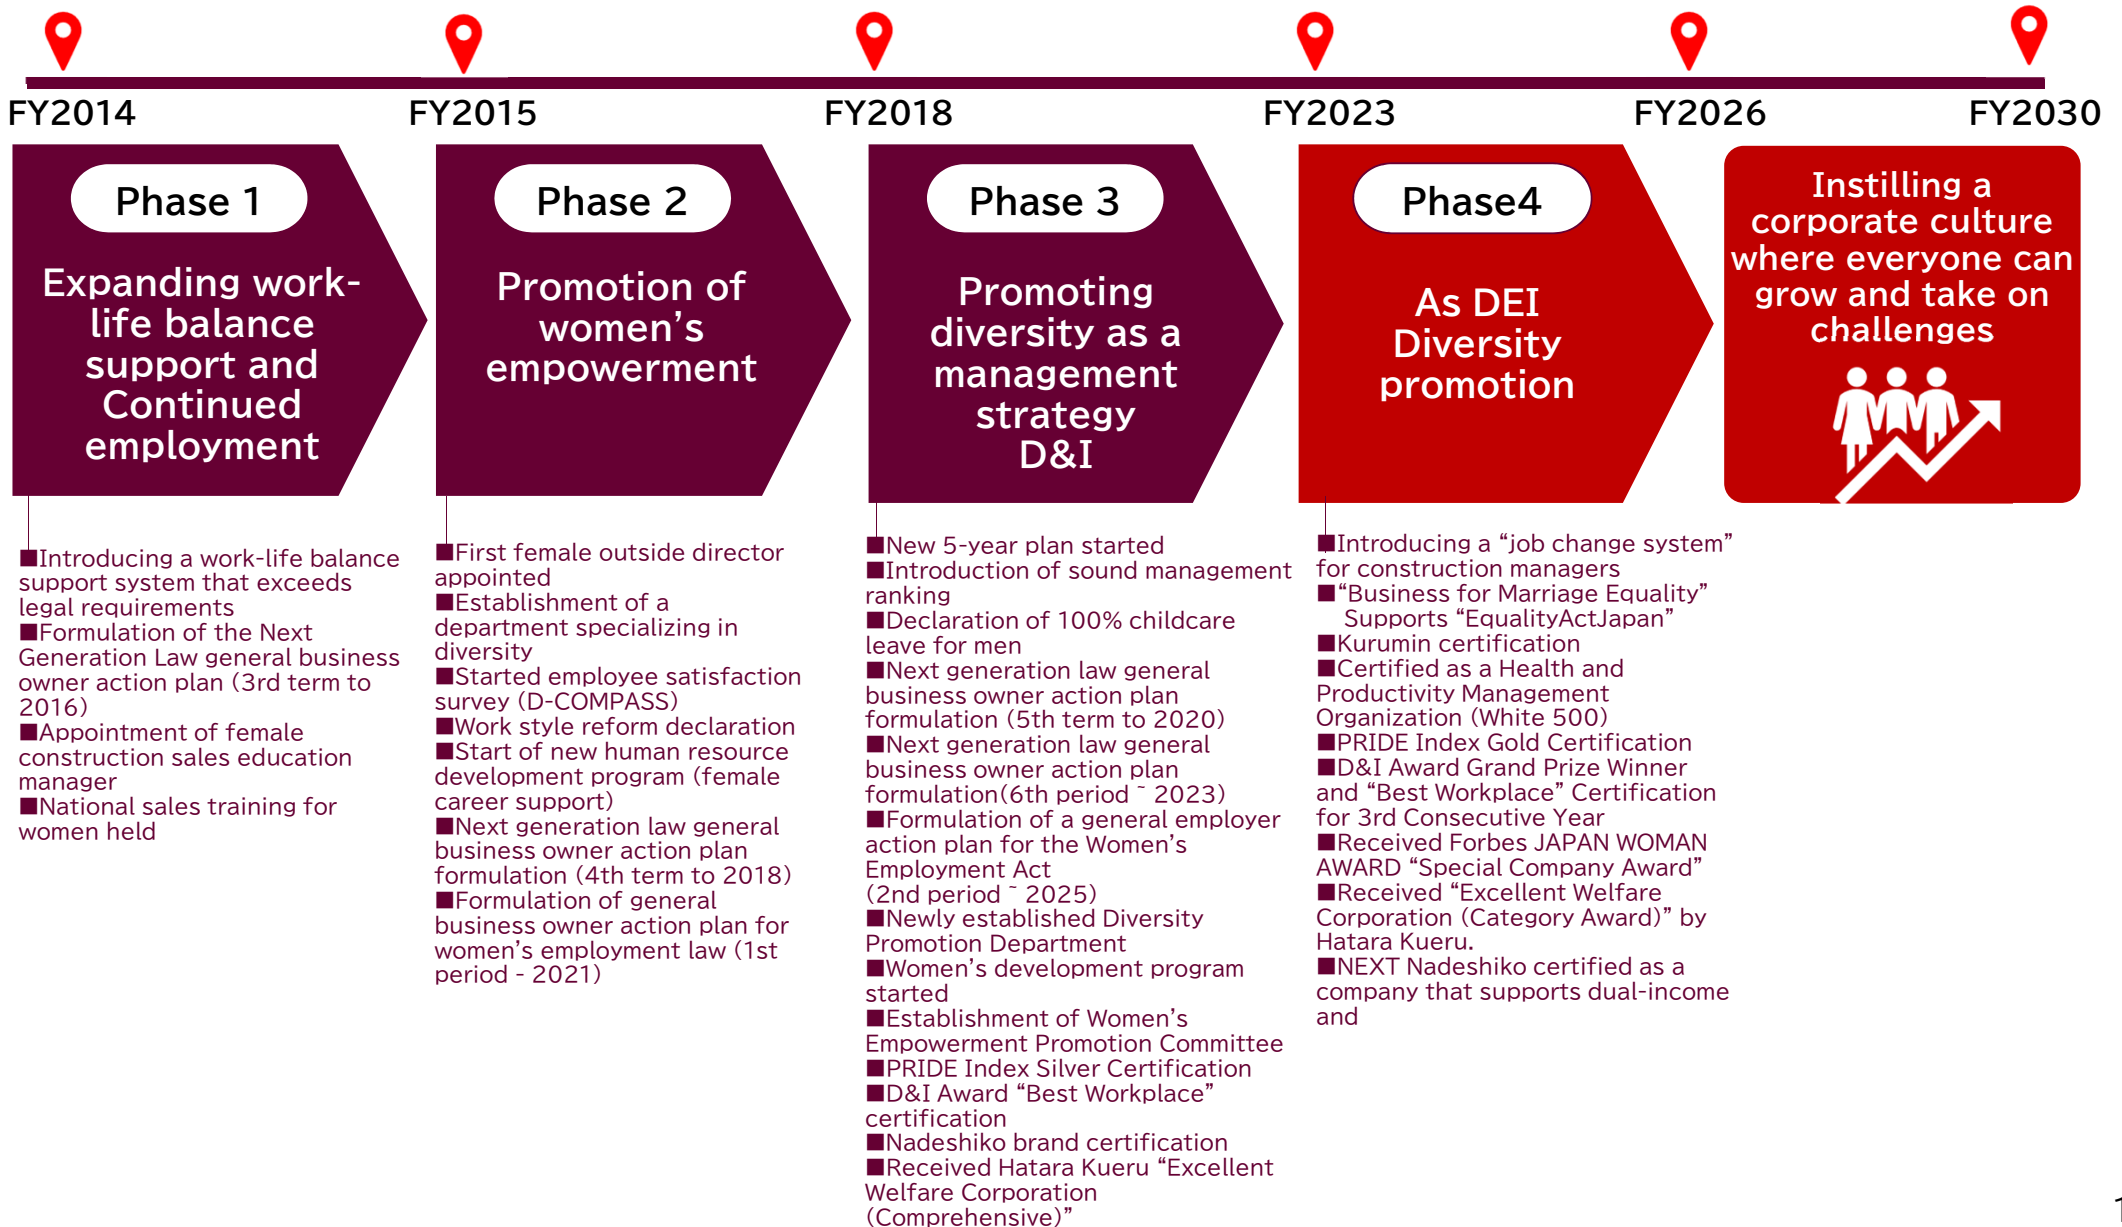 FY2014
FY2015
FY2018
FY2023
FY2026
FY2030
Phase 1
Expanding work-
life balance
support and
Continued
employment
Phase 2
Promotion of
women’s
empowerment
Phase 3
Promoting
diversity as a
management
strategy
D&I
Phase4
As DEI
Diversity
promotion
Instilling a
corporate culture
where everyone can
grow and take on
challenges
■Introducing a work-life balance
support system that exceeds
legal requirements
■Formulation of the Next
Generation Law general business
owner action plan (3rd term to
2016)
■Appointment of female
construction sales education
manager
■National sales training for
women held
■First female outside director
appointed
■Establishment of a
department specializing in
diversity
■Started employee satisfaction
survey (D-COMPASS)
■Work style reform declaration
■Start of new human resource
development program (female
career support)
■Next generation law general
business owner action plan
formulation (4th term to 2018)
■Formulation of general
business owner action plan for
women’s employment law (1st
period - 2021)
■New 5-year plan started
■Introduction of sound management
ranking
■Declaration of 100% childcare
leave for men
■Next generation law general
business owner action plan
formulation (5th term to 2020)
■Next generation law general
business owner action plan
formulation(6th period ~ 2023)
■Formulation of a general employer
action plan for the Women’s
Employment Act
(2nd period ~ 2025)
■Newly established Diversity
Promotion Department
■Women’s development program
started
■Establishment of Women’s
Empowerment Promotion Committee
■PRIDE Index Silver Certification
■D&I Award “Best Workplace”
certification
■Nadeshiko brand certification
■Received Hatara Kueru “Excellent
Welfare Corporation
(Comprehensive)”
■Introducing a “job change system”
for construction managers
■“Business for Marriage Equality”
Supports “EqualityActJapan”
■Kurumin certification
■Certified as a Health and
Productivity Management
Organization (White 500)
■PRIDE Index Gold Certification
■D&I Award Grand Prize Winner
and “Best Workplace” Certification
for 3rd Consecutive Year
■Received Forbes JAPAN WOMAN
AWARD “Special Company Award”
■Received “Excellent Welfare
Corporation (Category Award)” by
Hatara Kueru.
■NEXT Nadeshiko certified as a
company that supports dual-income
and